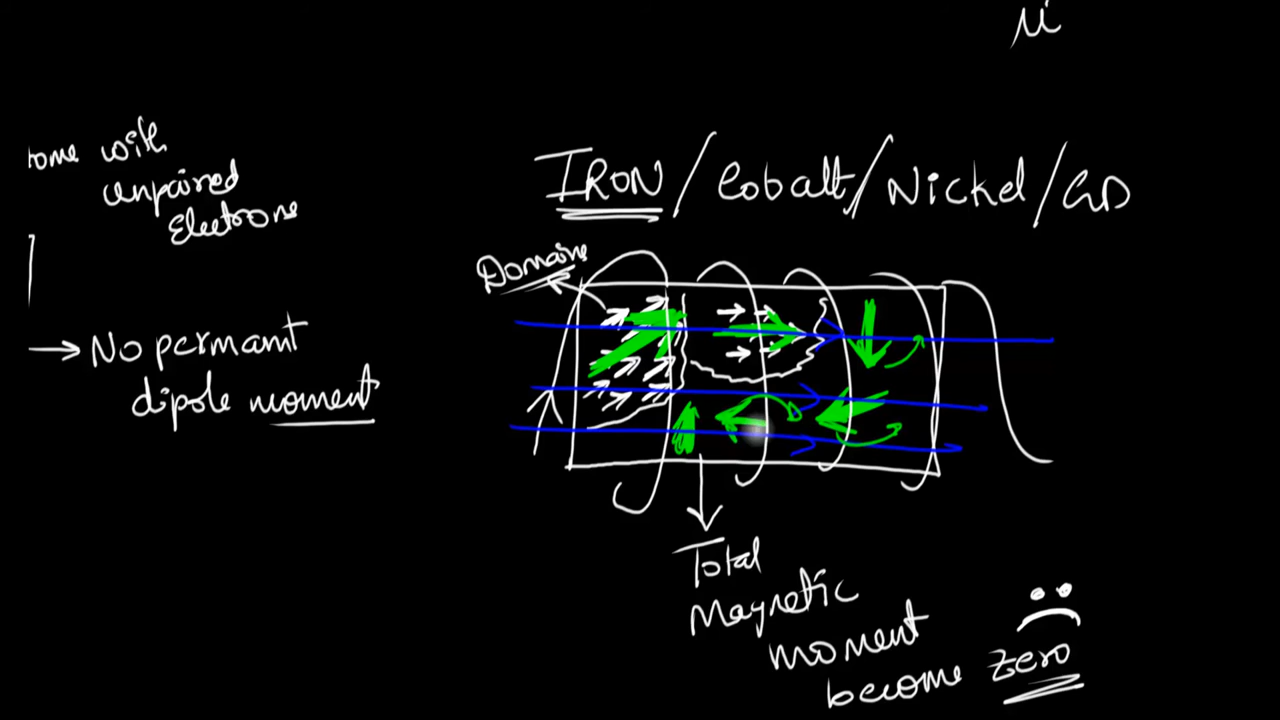 μ
ome with
unpaired
Electrons
IRON / Cobalt / Nickel / GD
Domains
→ No permant
dipole moment
Total
Magnetic
moment
become zero